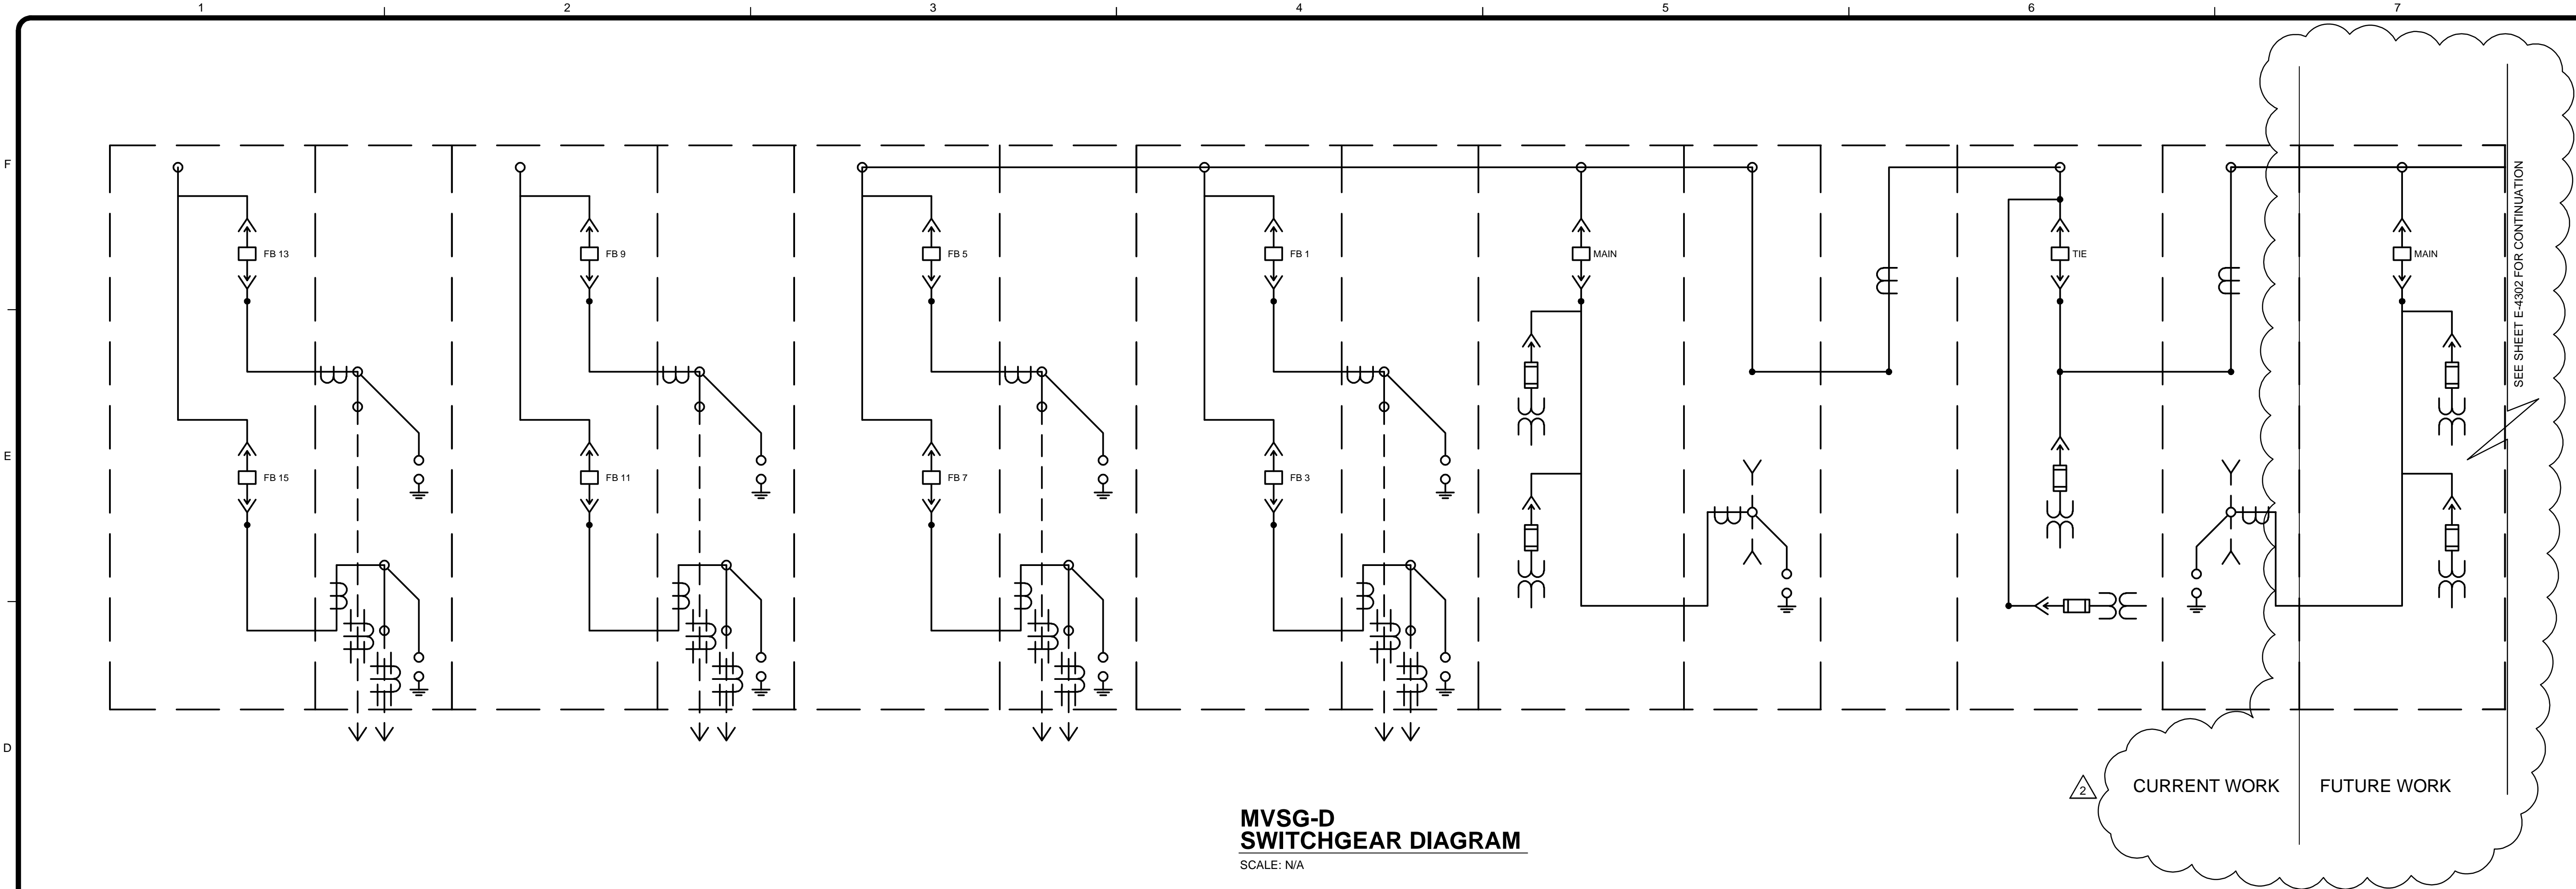 1 2 3 4 5 6 7
F
FB 13 FB 9 FB 5 FB 1 MAIN TIE MAIN
SEE SHEET E-4302 FOR CONTINUATION
E
FB 15 FB 11 FB 7 FB 3
D
2 CURRENT WORK FUTURE WORK
MVSG-D
SWITCHGEAR DIAGRAM
SCALE: N/A